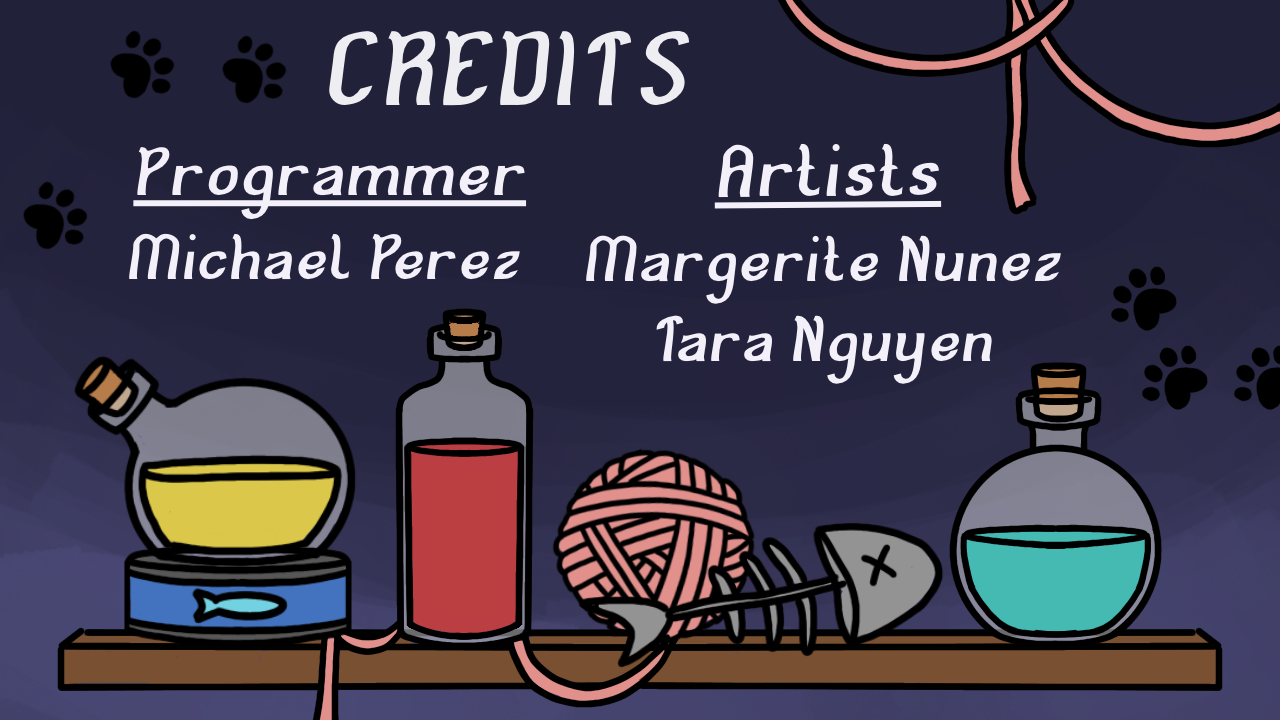 CREDITS
Programmer
Michael Perez
Artists
Margerite Nunez
Tara Nguyen